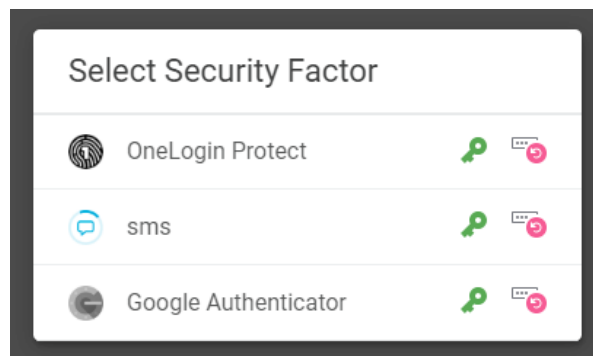 Select Security Factor
OneLogin Protect
sms
Google Authenticator